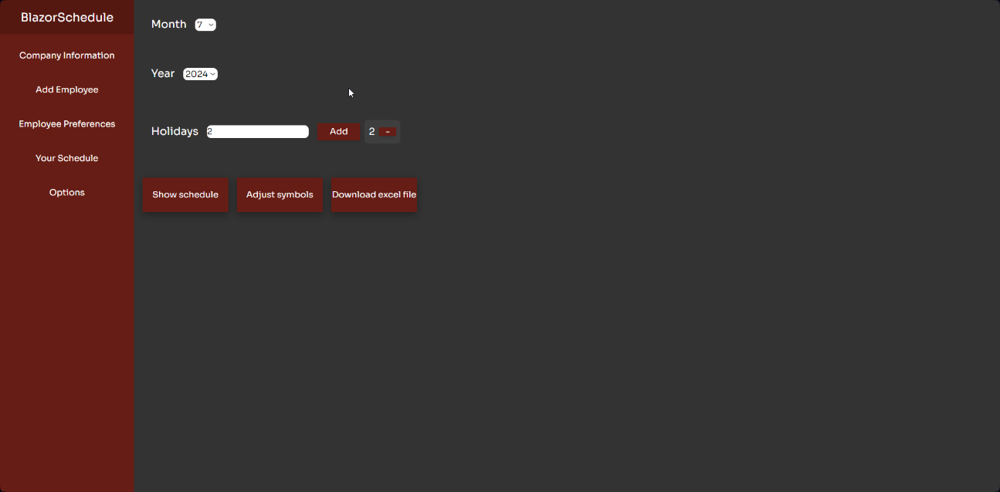 BlazorSchedule
Company Information
Add Employee
Employee Preferences
Your Schedule
Options
Month 7
Year 2024
Holidays 2 Add 2 -
Show schedule Adjust symbols Download excel file